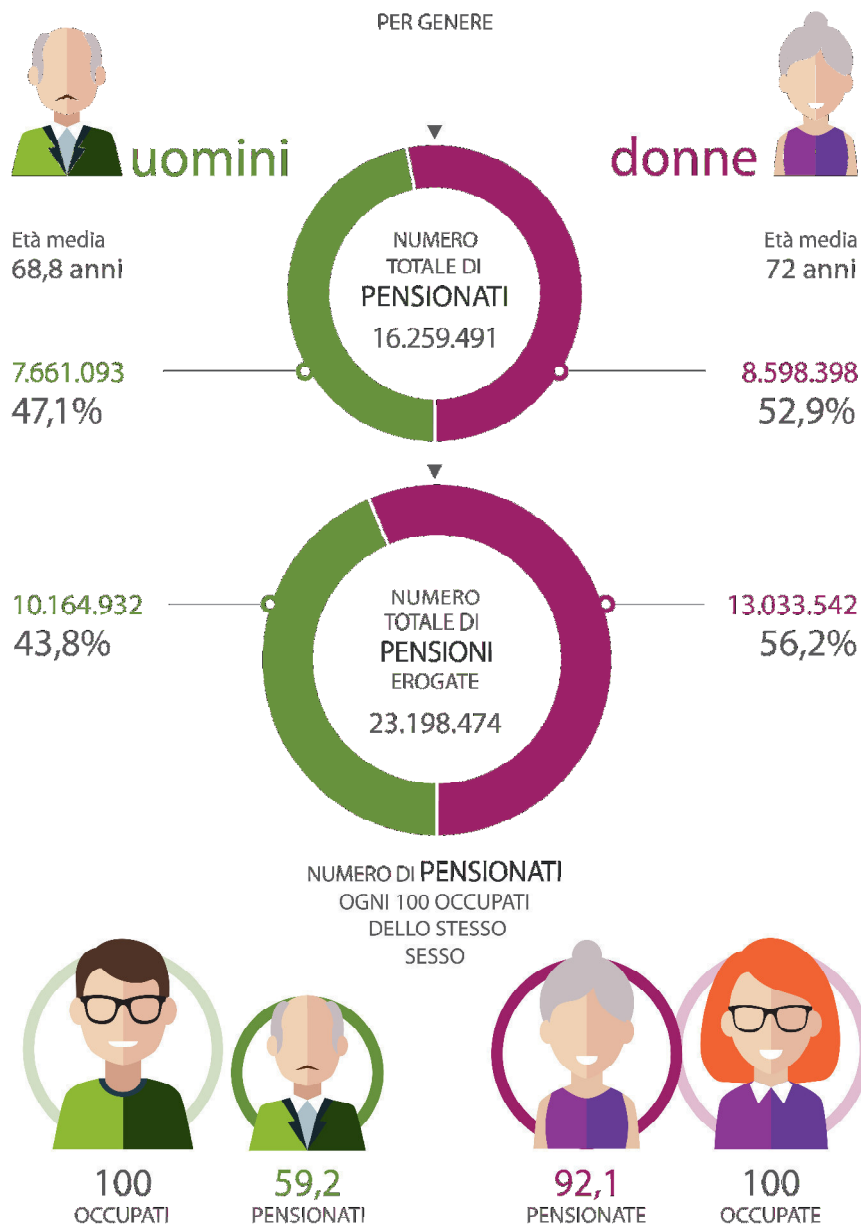 PER GENERE
uomini
donne
Età media
68,8 anni
Età media
72 anni
NUMERO
TOTALE DI
PENSIONATI
16.259.491
7.661.093
47,1%
8.598.398
52,9%
10.164.932
43,8%
NUMERO
TOTALE DI
PENSIONI
EROGATE
23.198.474
13.033.542
56,2%
NUMERO DI PENSIONATI
OGNI 100 OCCUPATI
DELLO STESSO
SESSO
100
OCCUPATI
59,2
PENSIONATI
92,1
PENSIONATE
100
OCCUPATE